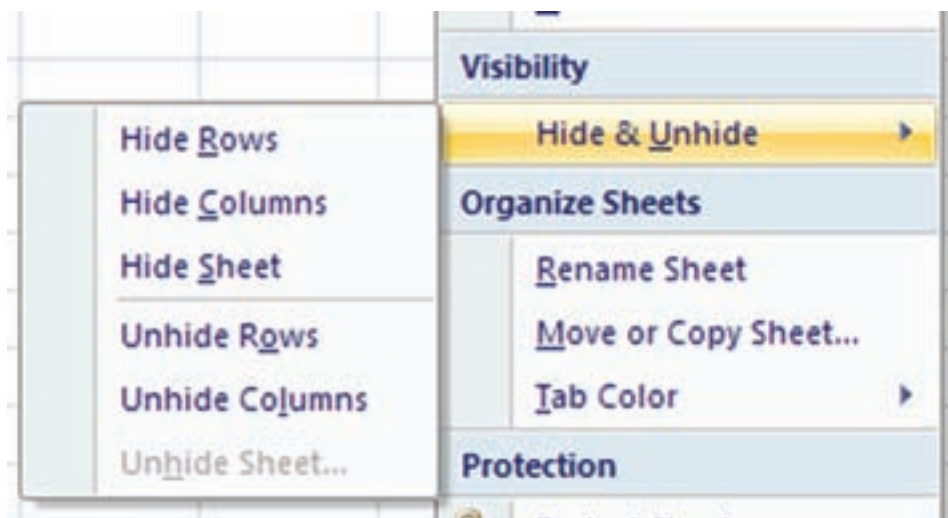 Visibility
Hide & Unhide
Hide Rows
Hide Columns
Hide Sheet
Unhide Rows
Unhide Columns
Unhide Sheet...
Organize Sheets
Rename Sheet
Move or Copy Sheet...
Tab Color
Protection